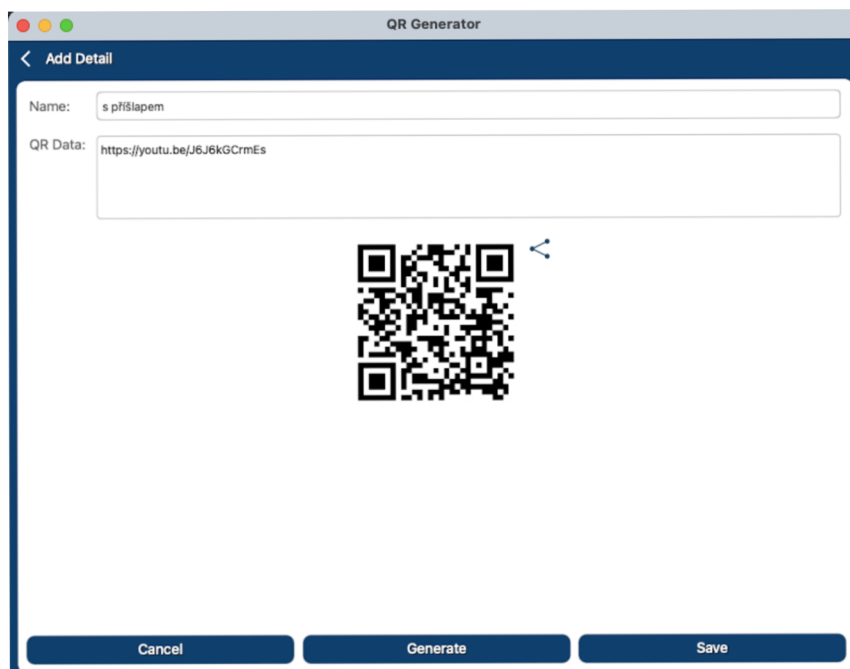 QR Generator
Add Detail
Name: s příšlapem
QR Data: https://youtu.be/J6J6kGCrmEs
Cancel Generate Save